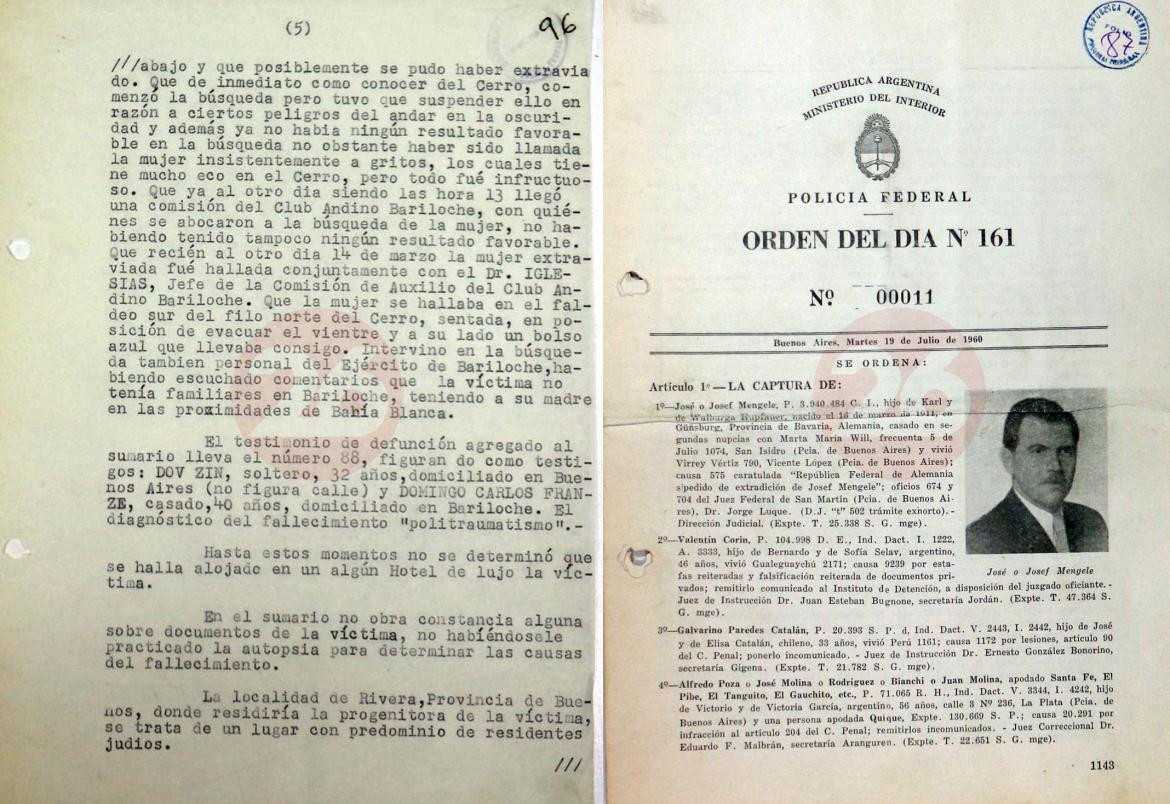 (5)
96
///abajo y que posiblemente se pudo haber extravia
do. Que de inmediato como conocer del Cerro, co-
menzó la búsqueda pero tuvo que suspender ello en
razón a ciertos peligros del andar en la oscuri-
dad y además ya no habia ningún resultado favora-
ble en la búsqueda no obstante haber sido llamada
la mujer insistentemente a gritos, los cuales tie-
ne mucho eco en el Cerro, pero todo fué infructuo-
so. Que ya al otro dia siendo las hora 13 llegó
una comisión del Club Andino Bariloche, con quié-
nes se abocaron a la búsqueda de la mujer, no ha-
biendo tenido tampoco ningún resultado favorable.
Que recién al otro dia 14 de marzo la mujer extra-
viada fué hallada conjuntamente con el Dr. IGLE-
SIAS, Jefe de la Comisión de Auxilio del Club An-
dino Bariloche. Que la mujer se hallaba en el fal-
deo sur del filo norte del Cerro, sentada, en po-
sición de evacuar el vientre y a su lado un bolso
azul que llevaba consigo. Intervino en la búsque-
da tambien personal del Ejército de Bariloche,ha-
biendo escuchado comentarios que la víctima no
tenía familiares en Bariloche, teniendo a su madre
en las proximidades de Bahía Blanca.
El testimonio de defunción agregado al
sumario lleva el número 88, figuran do como testi-
gos: DOV ZIN, soltero, 32 años,domiciliado en Bue-
nos Aires (no figura calle) y DOMINGO CARLOS FRAN-
ZE, casado,40 años, domiciliado en Bariloche. El
diagnóstico del fallecimiento "politraumatismo".-
Hasta estos momentos no se determinó que
se halla alojado en un algún Hotel de lujo la víc-
tima.
En el sumario no obra constancia alguna
sobre documentos de la víctima, no habiéndosele
practicado la autopsia para determinar las causas
del fallecimiento.
La localidad de Rivera,Provincia de Bue-
nos, donde residiría la progenitora de la víctima,
se trata de un lugar con predominio de residentes
judios.
///
REPUBLICA ARGENTINA
FOLIO
87
REPUBLICA ARGENTINA
MINISTERIO DEL INTERIOR
POLICIA FEDERAL
ORDEN DEL DIA Nº 161
Nº 00011
Buenos Aires, Martes 19 de Julio de 1960
SE ORDENA:
Artículo 1º — LA CAPTURA DE:
1º—José o Josef Mengele, P. 3.940.484 C. I., hijo de Karl y
de Walburga Hupfauer, nacido el 16 de marzo de 1911, en
Günsburg, Provincia de Bavaria, Alemania, casado en se-
gundas nupcias con Marta María Will, frecuenta 5 de
Julio 1074, San Isidro (Pcia. de Buenos Aires) y vivió
Virrey Vértiz 790, Vicente López (Pcia. de Buenos Aires);
causa 575 caratulada "República Federal de Alemania
s/pedido de extradición de Josef Mengele"; oficios 674 y
704 del Juez Federal de San Martín (Pcia. de Buenos Ai-
res), Dr. Jorge Luque. (D.J. "t" 502 trámite exhorto). -
Dirección Judicial. (Expte. T. 25.338 S. G. mge).
José o Josef Mengele
2º—Valentín Corin, P. 104.998 D. E., Ind. Dact. I. 1222,
A. 3333, hijo de Bernardo y de Sofía Selav, argentino,
46 años, vivió Gualeguaychú 2171; causa 9239 por esta-
fas reiteradas y falsificación reiterada de documentos pri-
vados; remitirlo comunicado al Instituto de Detención, a disposición del juzgado oficiante. -
Juez de Instrucción Dr. Juan Esteban Bugnone, secretaría Jordán. (Expte. T. 47.364 S.
G. mge).
3º—Galvarino Paredes Catalán, P. 20.393 S. P. d, Ind. Dact. V. 2443, I. 2442, hijo de José
y de Elisa Catalán, chileno, 33 años, vivió Perú 1161; causa 1172 por lesiones, artículo 90
del C. Penal; ponerlo incomunicado. - Juez de Instrucción Dr. Ernesto González Bonorino,
secretaría Gigena. (Expte. T. 21.782 S. G. mge).
4º—Alfredo Poza o José Molina o Rodríguez o Bianchi o Juan Molina, apodado Santa Fe, El
Pibe, El Tanguito, El Gauchito, etc., P. 71.065 R. H., Ind. Dact. V. 3344, I. 4242, hijo
de Victorio y de Victoria García, argentino, 56 años, calle 3 Nº 236, La Plata (Pcia. de
Buenos Aires) y una persona apodada Quique, Expte. 130.669 S. P.; causa 20.291 por
infracción al artículo 204 del C. Penal; remitirlos incomunicados. - Juez Correccional Dr.
Eduardo F. Malbrán, secretaría Aranguren. (Expte. T. 22.651 S. G. mge).
1143